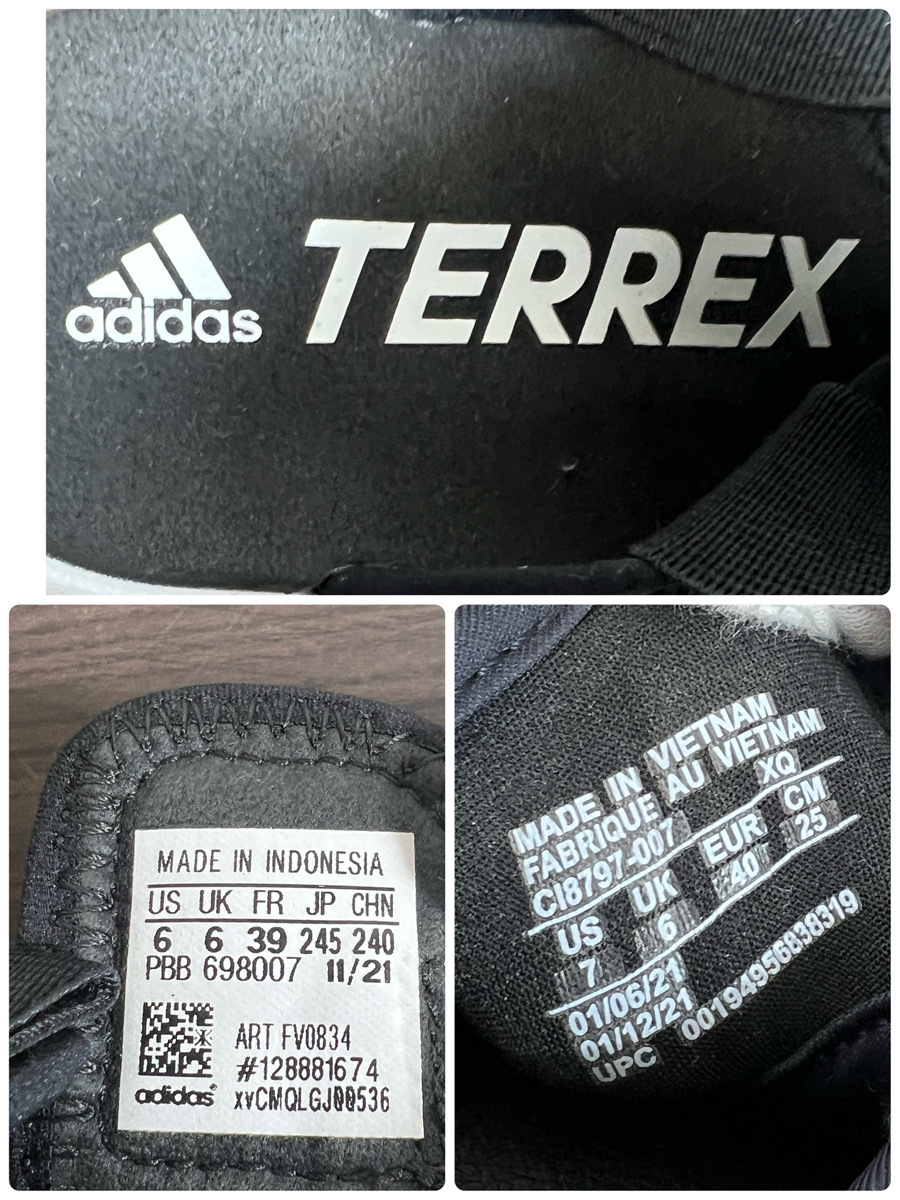 adidas
TERREX
MADE IN INDONESIA
US UK FR JP CHN
6 6 39 245 240
PBB 698007 11/21
ART FV0834
#128881674
adidas®
xvCMQLGJ00536
MADE IN VIETNAM
FABRIQUE AU VIETNAM
CI8797-007 XQ
US UK EUR CM
7 6 40 25
01/06/21
01/12/21
UPC 00194956838319